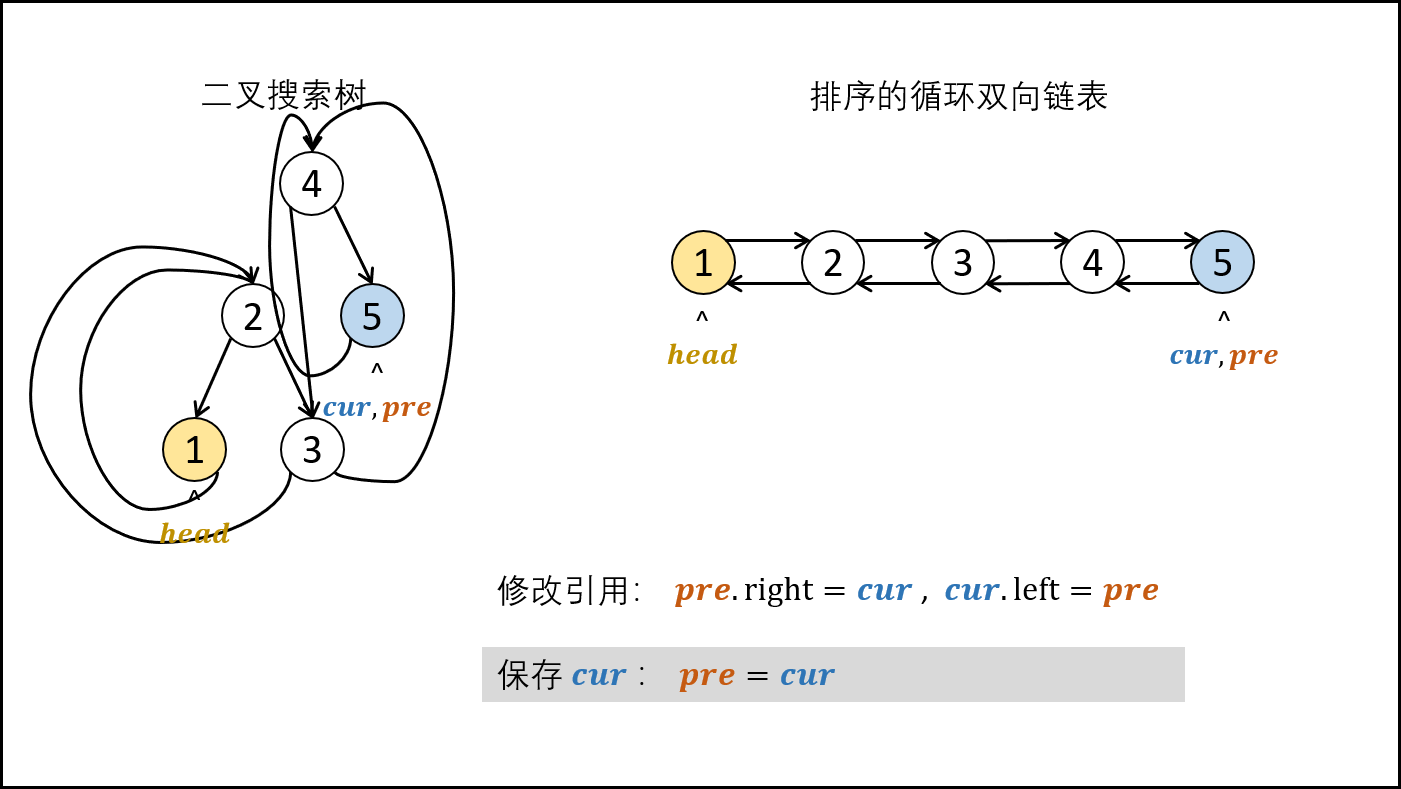 二叉搜索树
4
2
5
^
cur, pre
1
3
^
head
排序的循环双向链表
1 2 3 4 5
^ ^
head cur, pre
修改引用： pre.right = cur , cur.left = pre
保存 cur : pre = cur